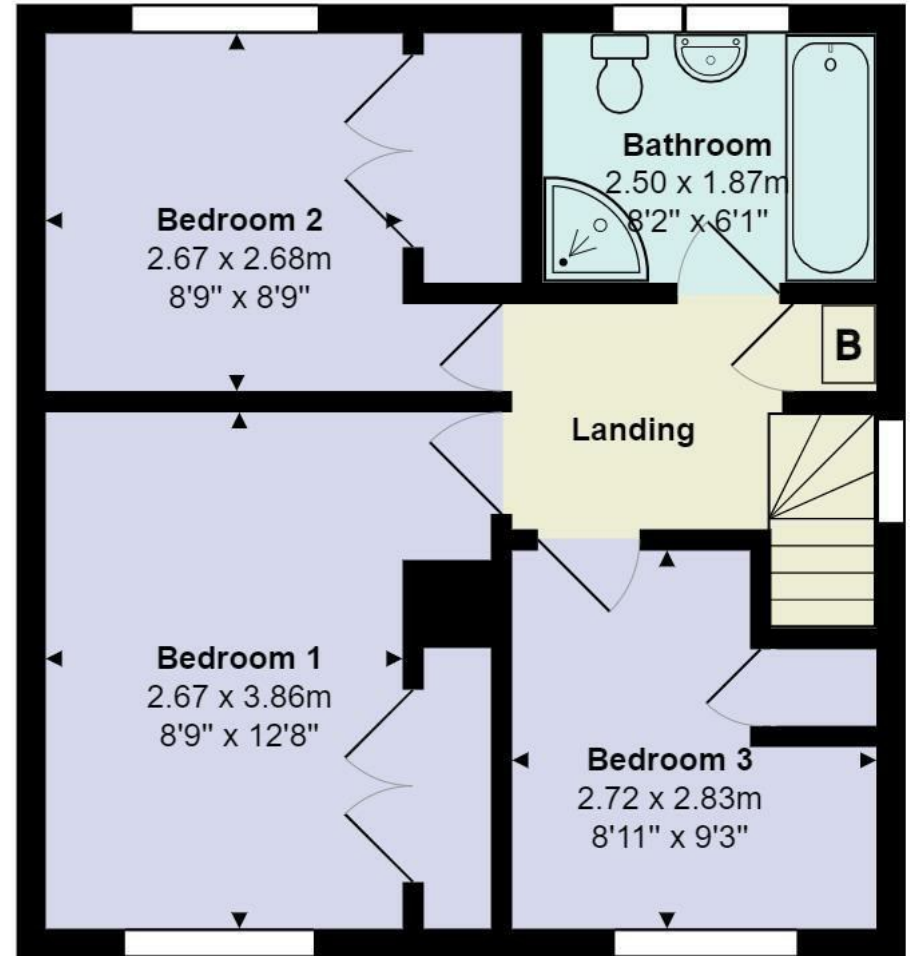 Bathroom
2.50 x 1.87m
8'2" x 6'1"
Bedroom 2
2.67 x 2.68m
8'9" x 8'9"
B
Landing
Bedroom 1
2.67 x 3.86m
8'9" x 12'8"
Bedroom 3
2.72 x 2.83m
8'11" x 9'3"